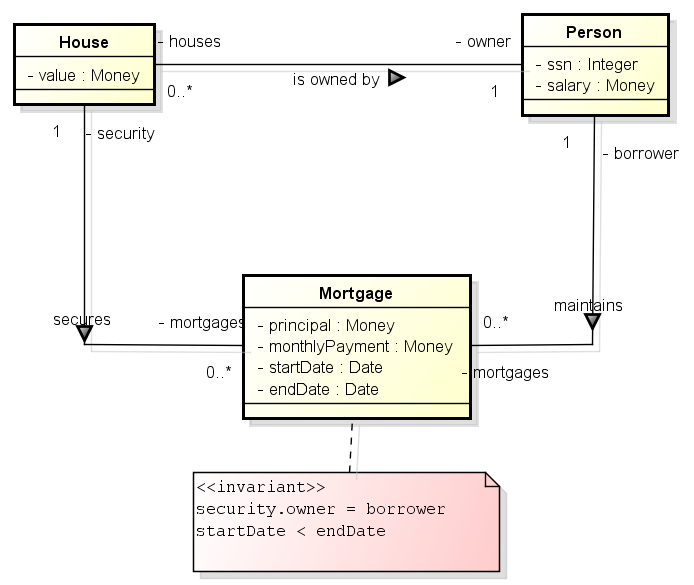 House
- value : Money
- houses
0..*
is owned by
- owner
1
Person
- ssn : Integer
- salary : Money
1
- security
1
- borrower
secures
- mortgages
0..*
Mortgage
- principal : Money
- monthlyPayment : Money
- startDate : Date
- endDate : Date
maintains
0..*
- mortgages
<<invariant>>
security.owner = borrower
startDate < endDate